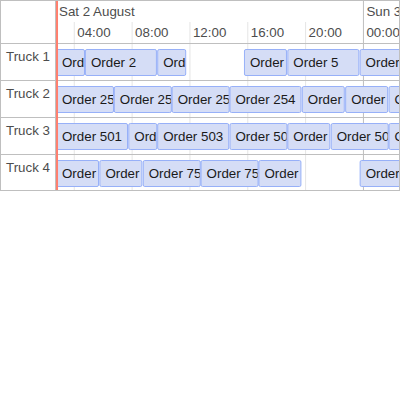 Sat 2 August Sun 3
04:00 08:00 12:00 16:00 20:00 00:00
Truck 1 Ord Order 2 Ord Order Order 5 Order
Truck 2 Order 25 Order 25 Order 25 Order 254 Order Order
Truck 3 Order 501 Ord Order 503 Order 50 Order Order 50
Truck 4 Order Order Order 75 Order 75 Order Order